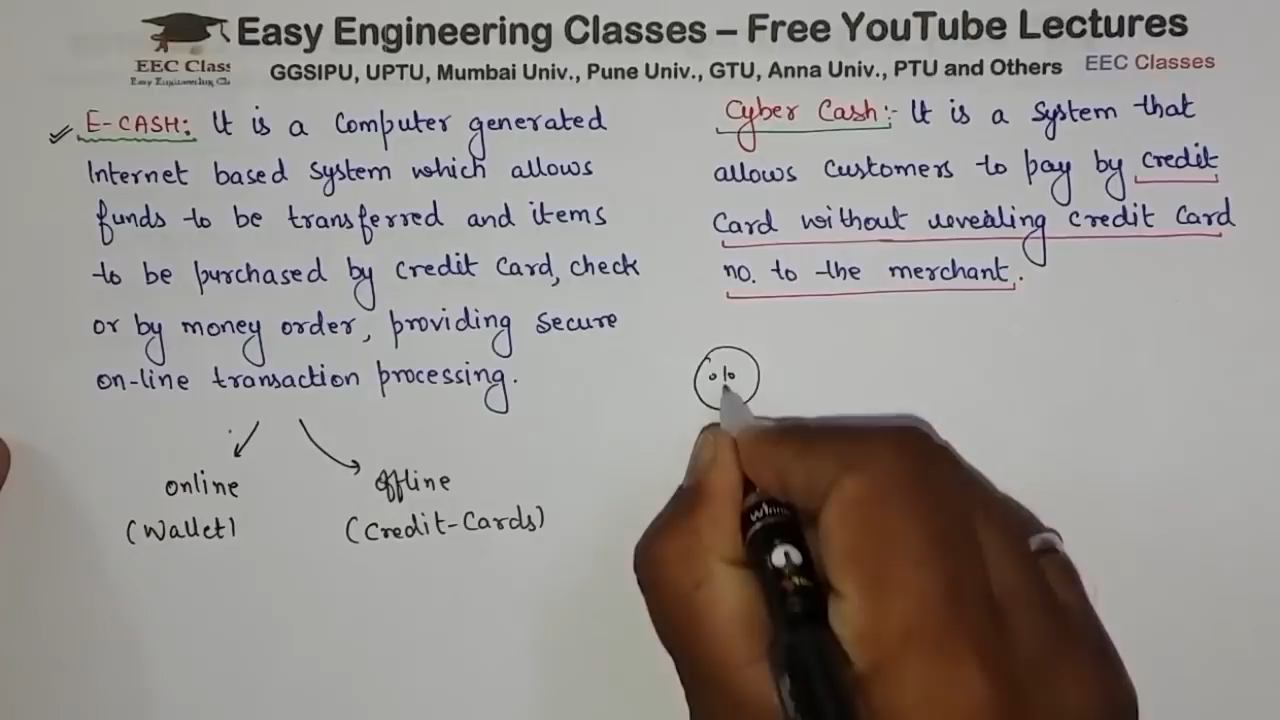 Easy Engineering Classes – Free YouTube Lectures
EEC Class
Easy Engineering Cl
GGSIPU, UPTU, Mumbai Univ., Pune Univ., GTU, Anna Univ., PTU and Others
EEC Classes
E-CASH: It is a Computer generated
Internet based system which allows
funds to be transferred and items
to be purchased by credit Card, check
or by money order, providing secure
on-line transaction processing.
online
offline
(Wallet)
(Credit-Cards)
Cyber Cash:- It is a system that
allows customers to pay by credit
Card without revealing credit Card
no. to the merchant.
winn